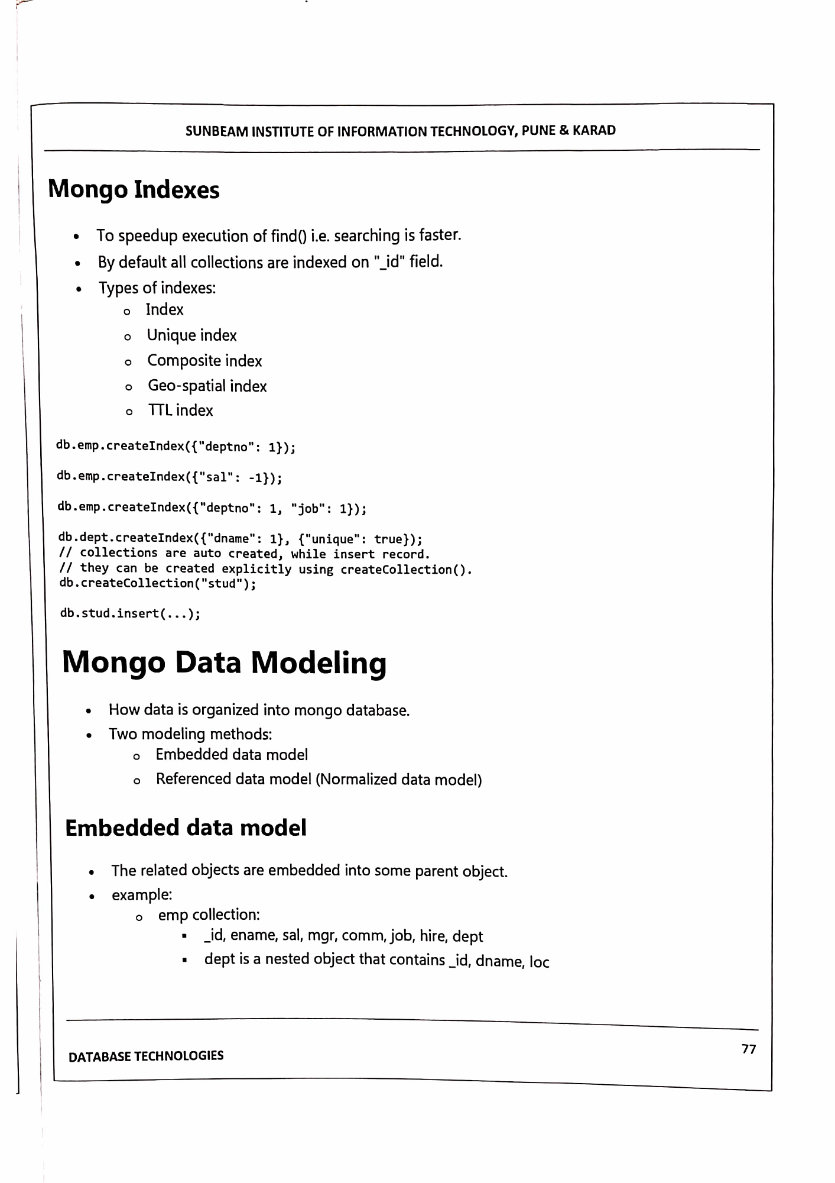 SUNBEAM INSTITUTE OF INFORMATION TECHNOLOGY, PUNE & KARAD
Mongo Indexes
• To speedup execution of find() i.e. searching is faster.
• By default all collections are indexed on "_id" field.
• Types of indexes:
o Index
o Unique index
o Composite index
o Geo-spatial index
o TTL index
db.emp.createIndex({"deptno": 1});
db.emp.createIndex({"sal": -1});
db.emp.createIndex({"deptno": 1, "job": 1});
db.dept.createIndex({"dname": 1}, {"unique": true});
// collections are auto created, while insert record.
// they can be created explicitly using createCollection().
db.createCollection("stud");
db.stud.insert(...);
Mongo Data Modeling
• How data is organized into mongo database.
• Two modeling methods:
o Embedded data model
o Referenced data model (Normalized data model)
Embedded data model
• The related objects are embedded into some parent object.
• example:
o emp collection:
▪ _id, ename, sal, mgr, comm, job, hire, dept
▪ dept is a nested object that contains _id, dname, loc
DATABASE TECHNOLOGIES
77